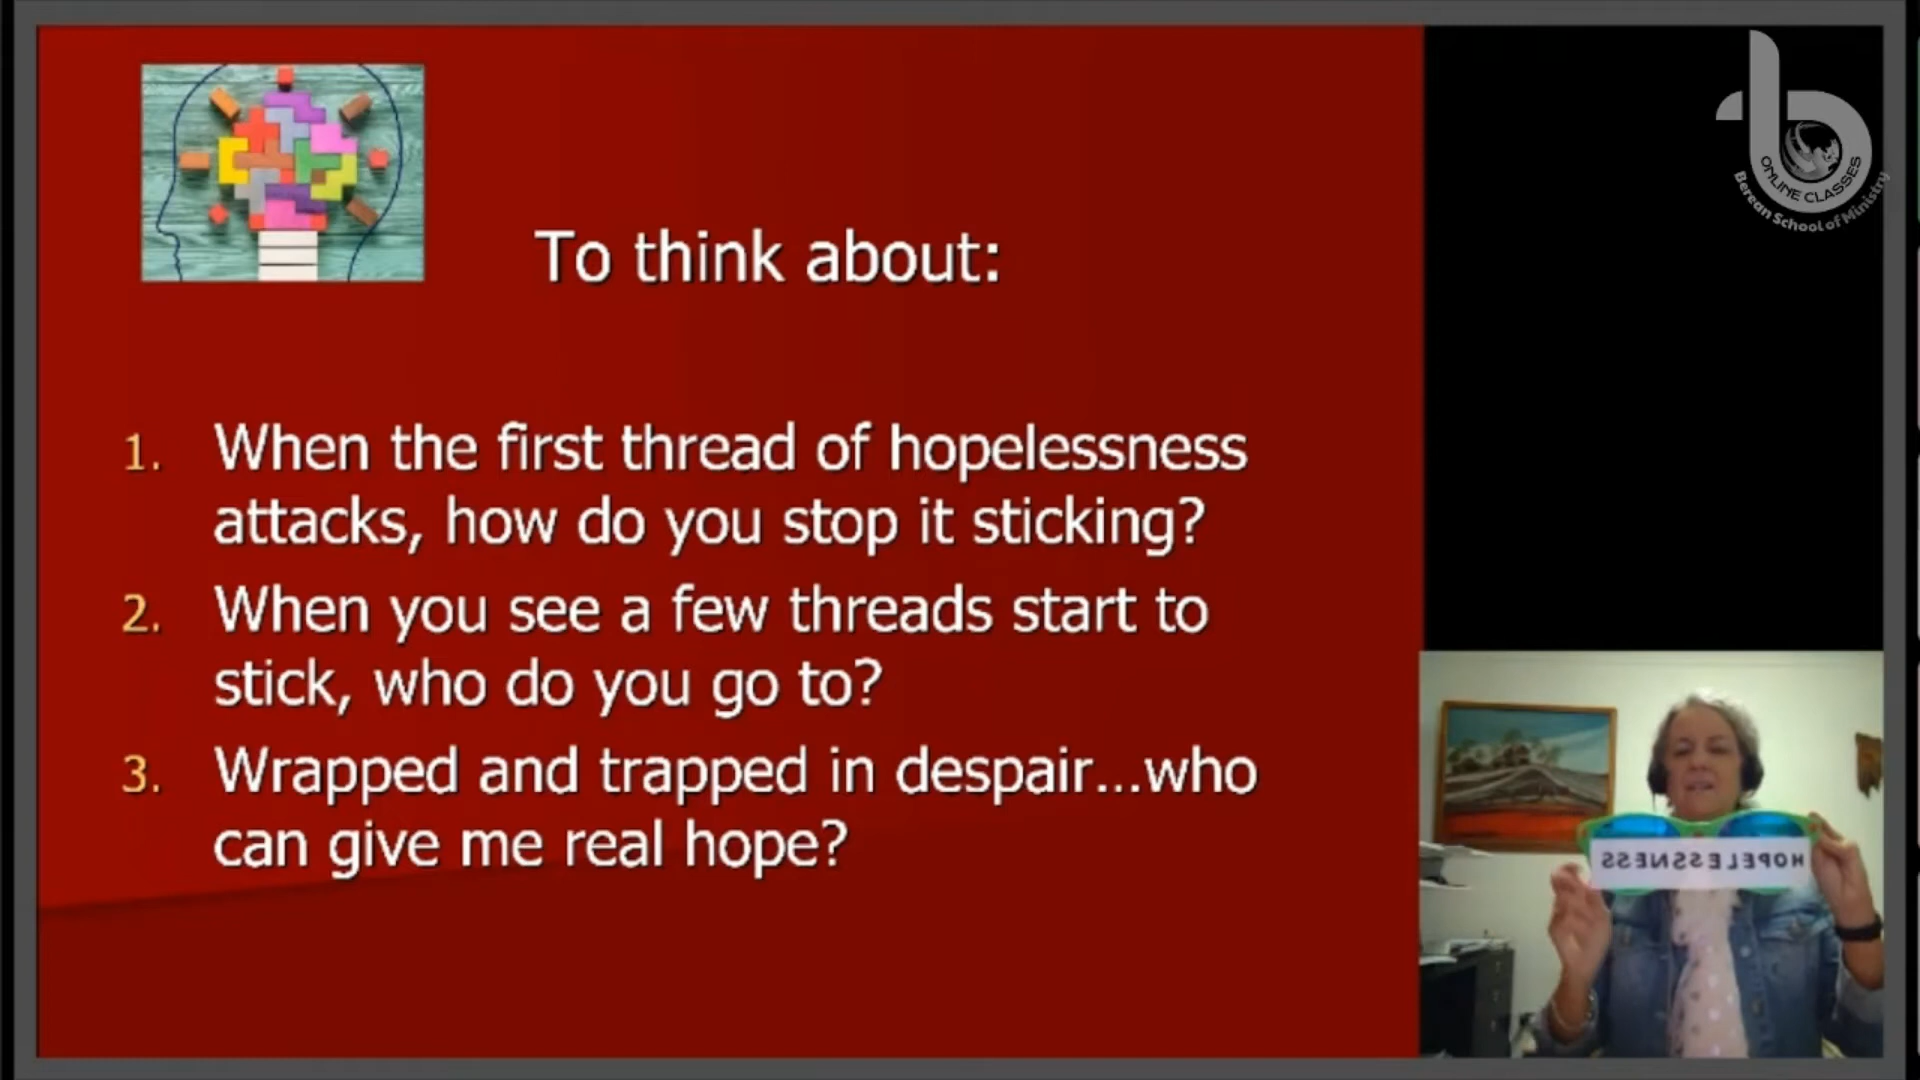 To think about:
1. When the first thread of hopelessness
attacks, how do you stop it sticking?
2. When you see a few threads start to
stick, who do you go to?
3. Wrapped and trapped in despair...who
can give me real hope?
ONLINE CLASSES
Berean School of Ministry
HOPELESSNESS